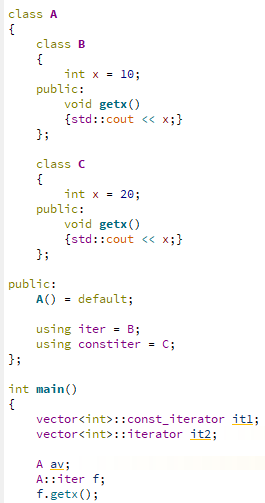 class A
{
    class B
    {
        int x = 10;
    public:
        void getx()
        {std::cout << x;}
    };

    class C
    {
        int x = 20;
    public:
        void getx()
        {std::cout << x;}
    };

public:
    A() = default;

    using iter = B;
    using constiter = C;
};

int main()
{
    vector<int>::const_iterator it1;
    vector<int>::iterator it2;

    A av;
    A::iter f;
    f.getx();